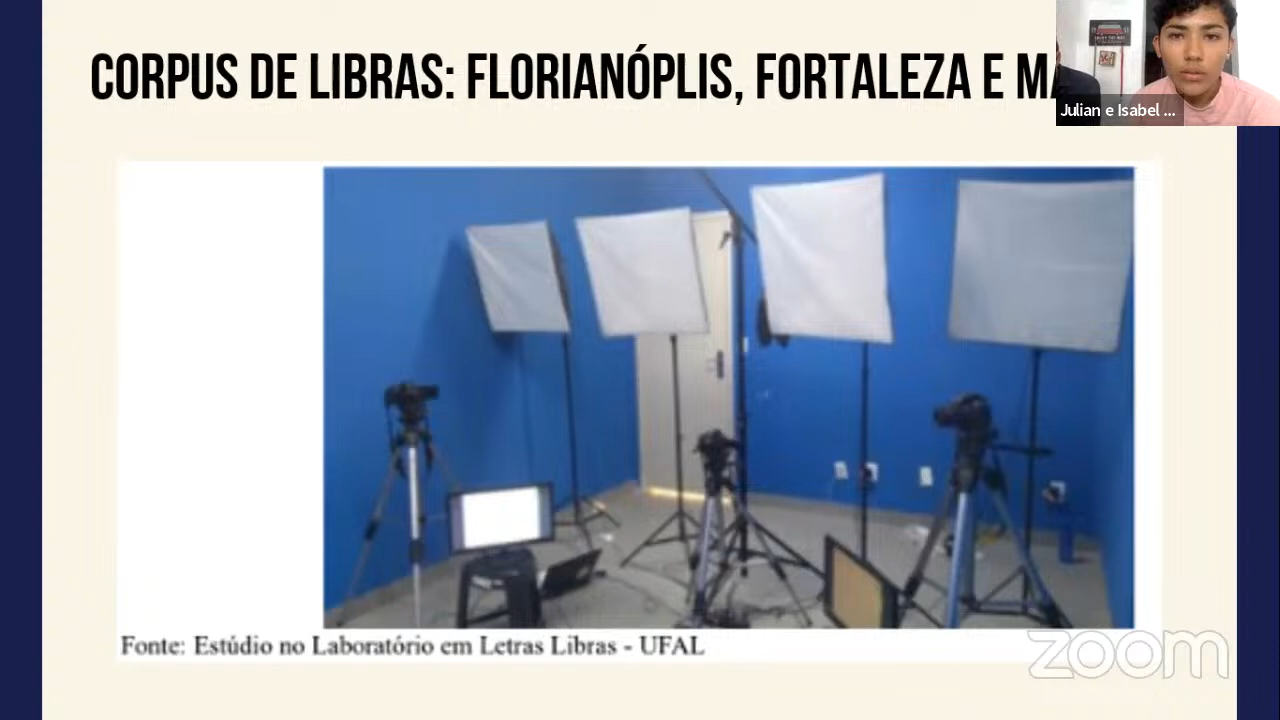 CORPUS DE LIBRAS: FLORIANÓPLIS, FORTALEZA E
Julian e Isabel ...
Fonte: Estúdio no Laboratório em Letras Libras - UFAL
zoom